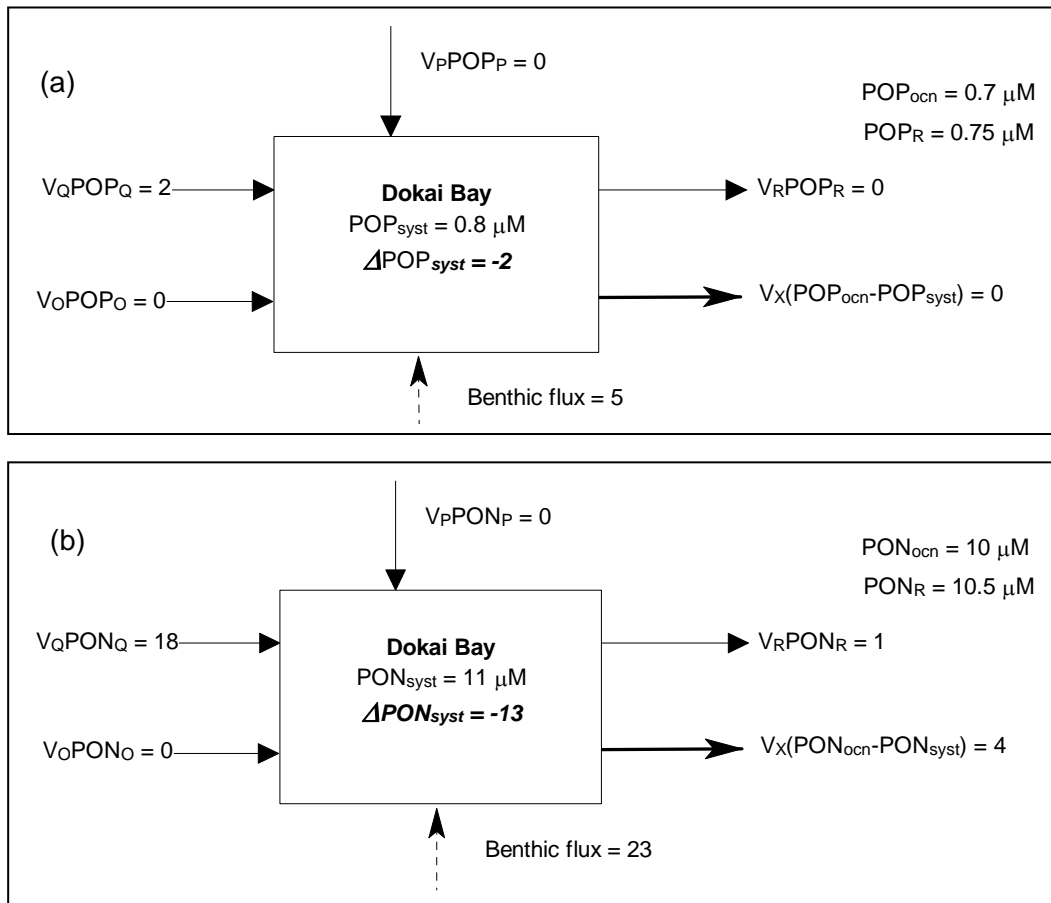 (a)
VPPOPP = 0
POPocn = 0.7 μM
POPR = 0.75 μM
VQPOPQ = 2
Dokai Bay
POPsyst = 0.8 μM
ΔPOPsyst = -2
VRPOPR = 0
VOPOPO = 0
VX(POPocn-POPsyst) = 0
Benthic flux = 5
(b)
VPPONP = 0
PONocn = 10 μM
PONR = 10.5 μM
VQPONQ = 18
Dokai Bay
PONsyst = 11 μM
ΔPONsyst = -13
VRPONR = 1
VOPONO = 0
VX(PONocn-PONsyst) = 4
Benthic flux = 23